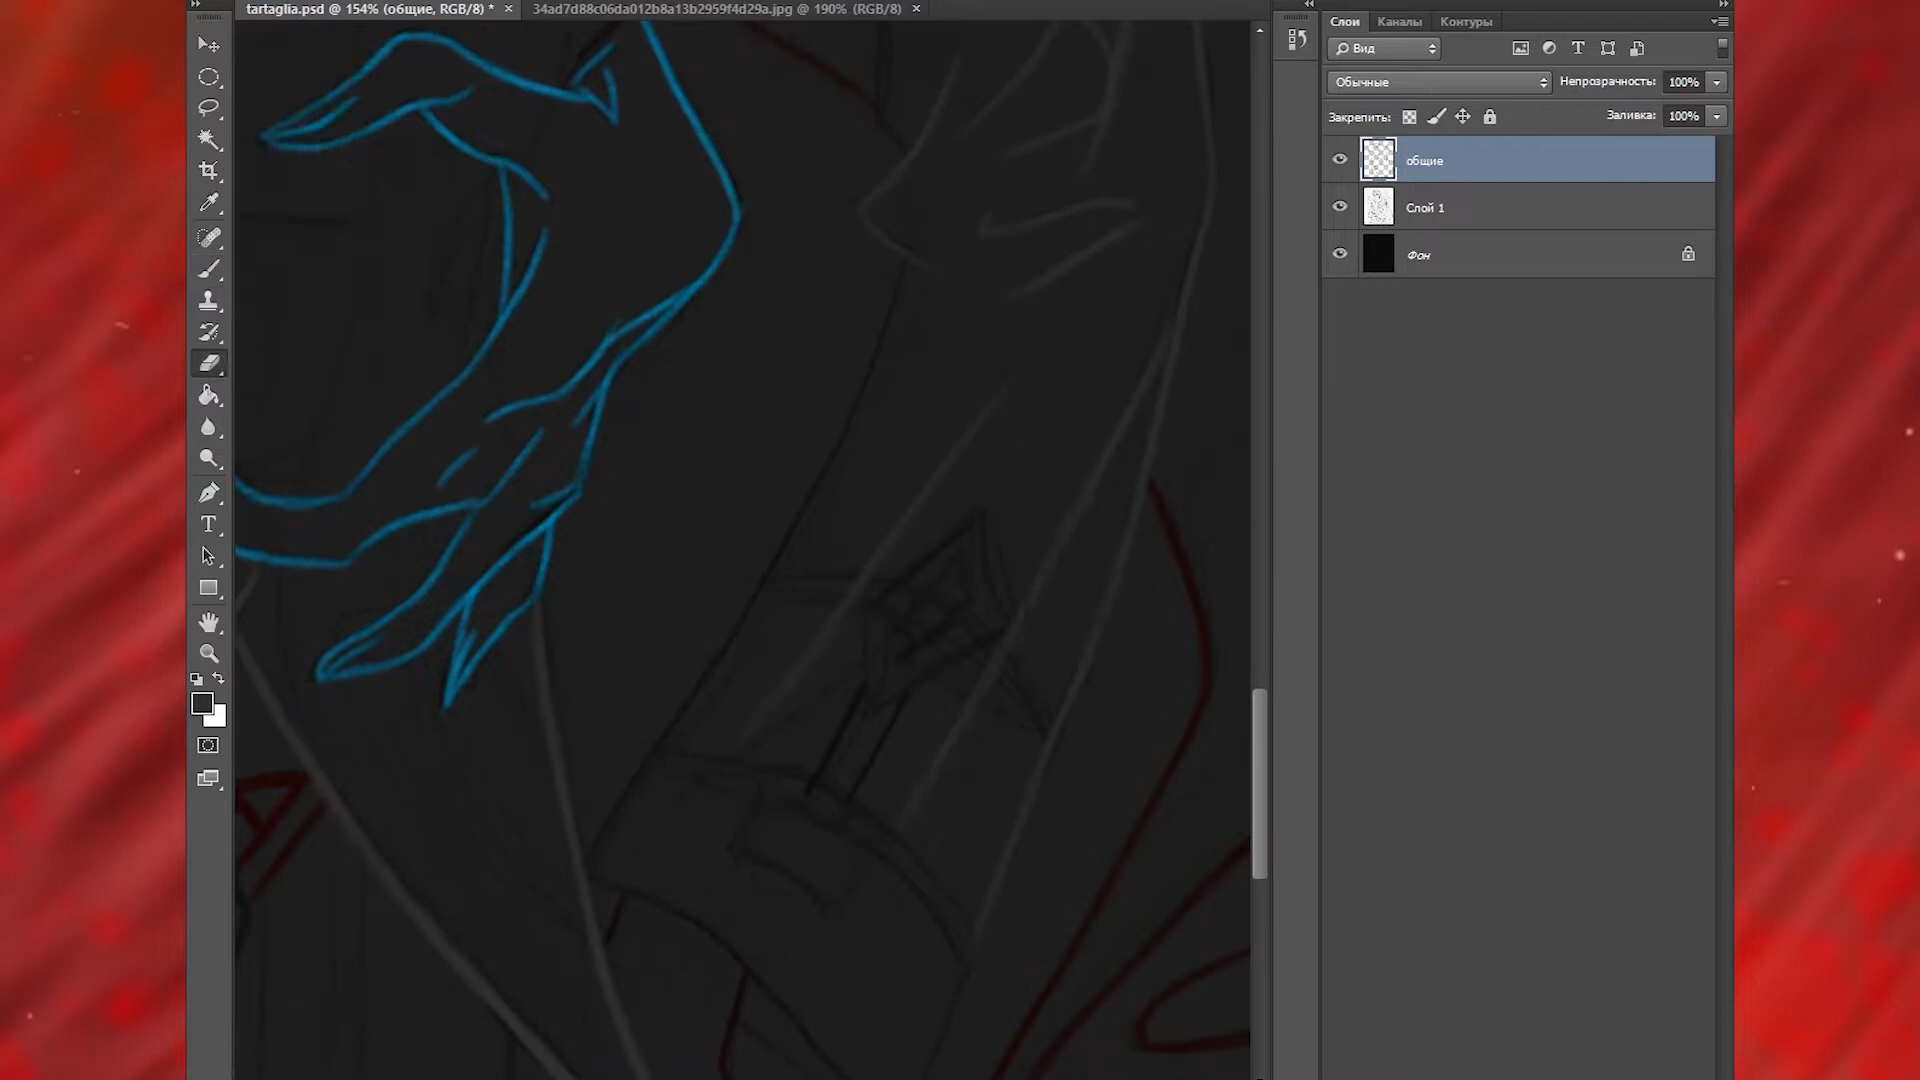 tartaglia.psd @ 154% (общие, RGB/8) *
34ad7d88c06da012b8a13b2959f4d29a.jpg @ 190% (RGB/8)
Слои Каналы Контуры
Вид
Обычные Непрозрачность: 100%
Закрепить: Заливка: 100%
общие
Слой 1
Фон